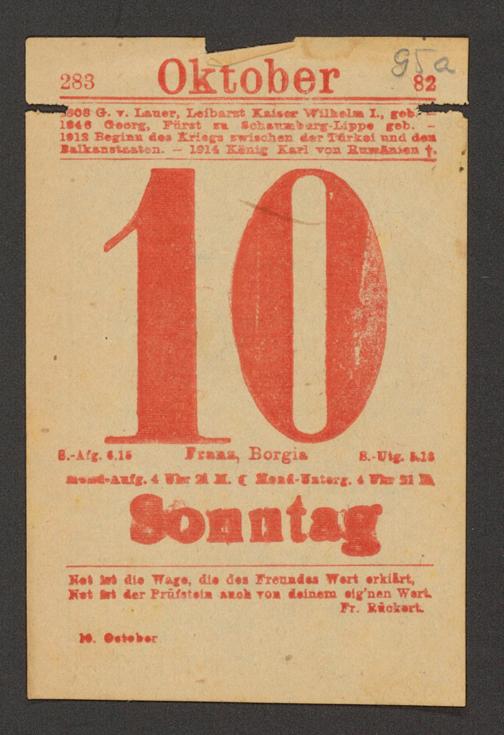 283 Oktober 95a 82
1808 G. v. Lauer, Leibarzt Kaiser Wilhelm I., geb. –
1846 Georg, Fürst zu Schaumburg-Lippe geb. –
1912 Beginn des Kriegs zwischen der Türkei und den
Balkanstaaten. – 1914 König Karl von Rumänien †.
10
S.-Afg. 6.15 Franz, Borgia S.-Utg. 5.18
Mond-Aufg. 4 Uhr M. ☾ Mond-Unterg. 4 Uhr 51 M.
Sonntag
Not ist die Wage, die des Freundes Wert erklärt,
Not ist der Prüfstein auch von deinem eig'nen Wert.
Fr. Rückert.
10. October